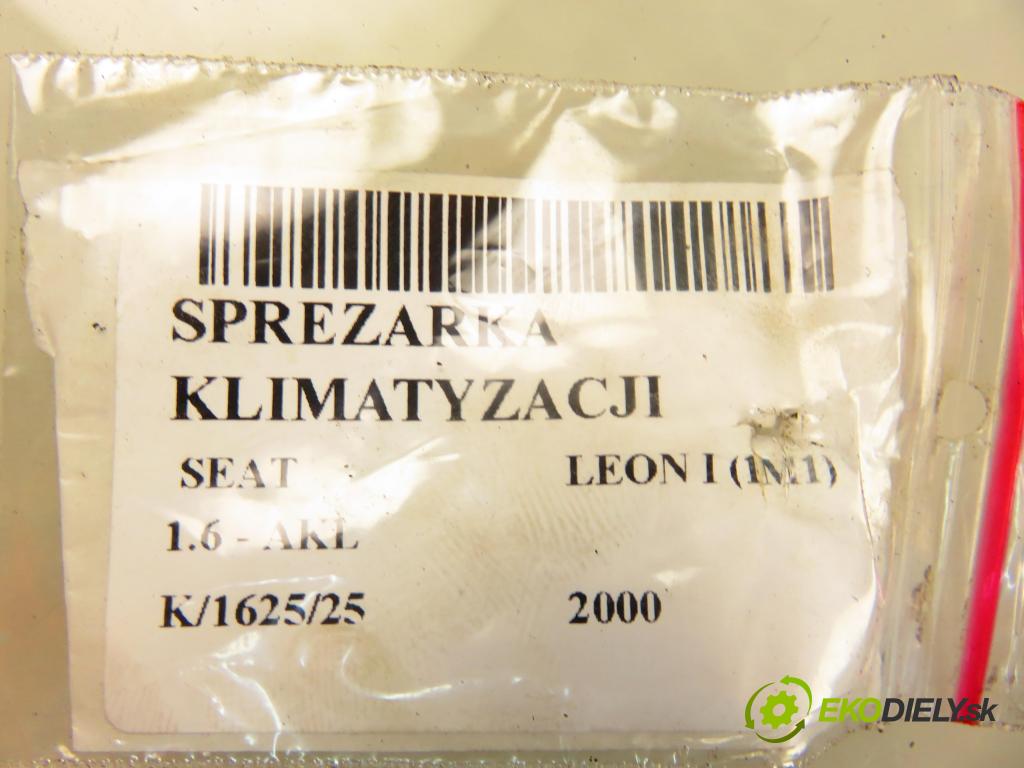 SPREZARKA
KLIMATYZACJI
SEAT LEON I (1M1)
1.6 - AKL
K/1625/25 2000
EKODIELY.sk